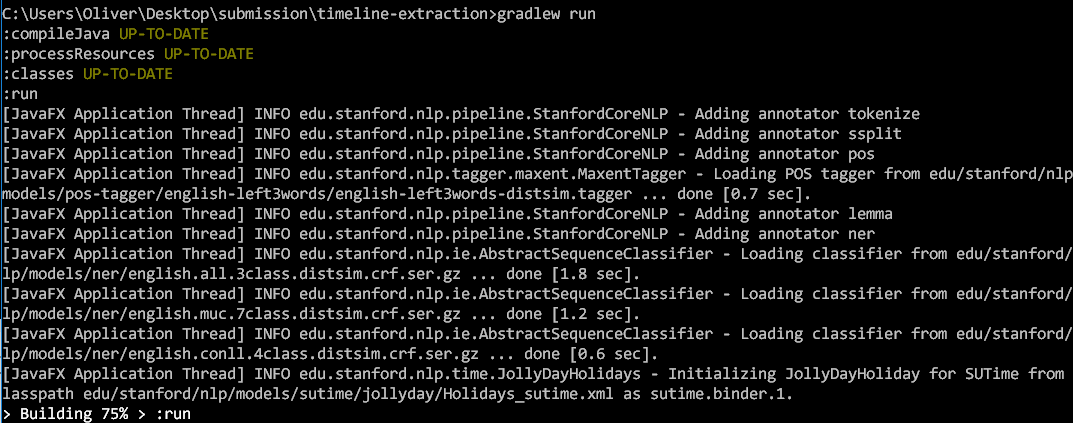 C:\Users\Oliver\Desktop\submission\timeline-extraction>gradlew run
:compileJava UP-TO-DATE
:processResources UP-TO-DATE
:classes UP-TO-DATE
:run
[JavaFX Application Thread] INFO edu.stanford.nlp.pipeline.StanfordCoreNLP - Adding annotator tokenize
[JavaFX Application Thread] INFO edu.stanford.nlp.pipeline.StanfordCoreNLP - Adding annotator ssplit
[JavaFX Application Thread] INFO edu.stanford.nlp.pipeline.StanfordCoreNLP - Adding annotator pos
[JavaFX Application Thread] INFO edu.stanford.nlp.tagger.maxent.MaxentTagger - Loading POS tagger from edu/stanford/nlp
models/pos-tagger/english-left3words/english-left3words-distsim.tagger ... done [0.7 sec].
[JavaFX Application Thread] INFO edu.stanford.nlp.pipeline.StanfordCoreNLP - Adding annotator lemma
[JavaFX Application Thread] INFO edu.stanford.nlp.pipeline.StanfordCoreNLP - Adding annotator ner
[JavaFX Application Thread] INFO edu.stanford.nlp.ie.AbstractSequenceClassifier - Loading classifier from edu/stanford/
lp/models/ner/english.all.3class.distsim.crf.ser.gz ... done [1.8 sec].
[JavaFX Application Thread] INFO edu.stanford.nlp.ie.AbstractSequenceClassifier - Loading classifier from edu/stanford/
lp/models/ner/english.muc.7class.distsim.crf.ser.gz ... done [1.2 sec].
[JavaFX Application Thread] INFO edu.stanford.nlp.ie.AbstractSequenceClassifier - Loading classifier from edu/stanford/
lp/models/ner/english.conll.4class.distsim.crf.ser.gz ... done [0.6 sec].
[JavaFX Application Thread] INFO edu.stanford.nlp.time.JollyDayHolidays - Initializing JollyDayHoliday for SUTime from
lasspath edu/stanford/nlp/models/sutime/jollyday/Holidays_sutime.xml as sutime.binder.1.
> Building 75% > :run